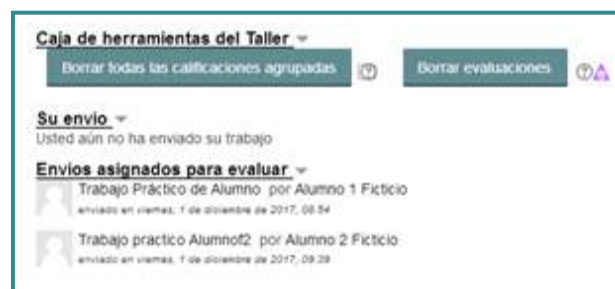 Caja de herramientas del Taller
Borrar todas las calificaciones agrupadas Borrar evaluaciones
Su envío
Usted aún no ha enviado su trabajo
Envíos asignados para evaluar
Trabajo Práctico de Alumno por Alumno 1 Ficticio
enviado en viernes, 1 de diciembre de 2017, 08:54
Trabajo practico Alumnof2 por Alumno 2 Ficticio
enviado en viernes, 1 de diciembre de 2017, 09:39